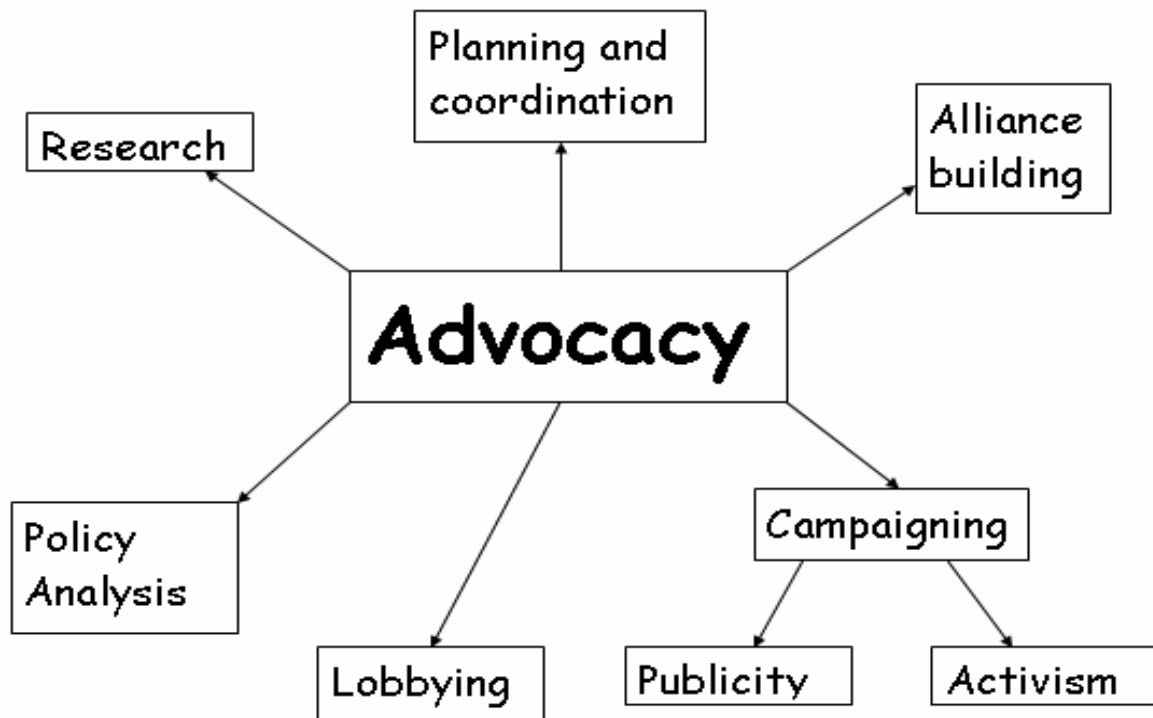 Planning and
coordination
Research
Alliance
building
Advocacy
Policy
Analysis
Campaigning
Lobbying
Publicity
Activism